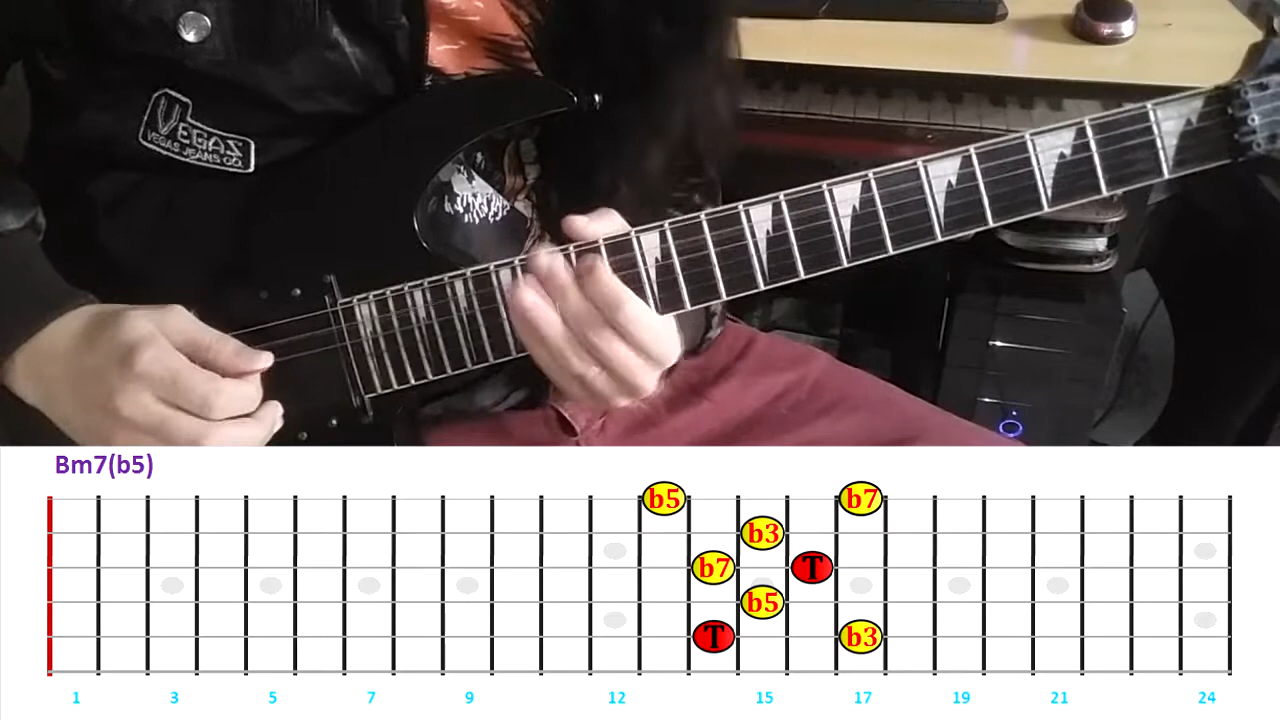 VEGAS
VEGAS JEANS CO.
Bm7(b5)
b5 b7
b3
b7 T
b5
T b3
1 3 5 7 9 12 15 17 19 21 24